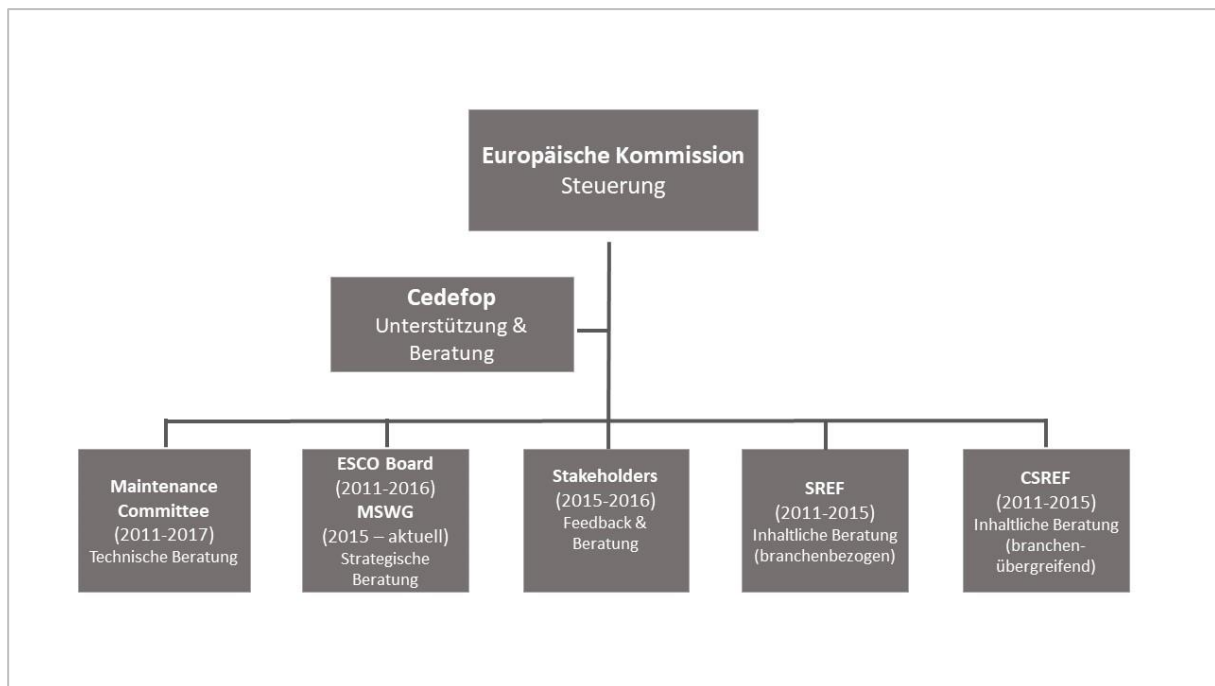 Europäische Kommission
Steuerung
Cedefop
Unterstützung &
Beratung
Maintenance
Committee
(2011-2017)
Technische Beratung
ESCO Board
(2011-2016)
MSWG
(2015 – aktuell)
Strategische
Beratung
Stakeholders
(2015-2016)
Feedback &
Beratung
SREF
(2011-2015)
Inhaltliche Beratung
(branchenbezogen)
CSREF
(2011-2015)
Inhaltliche Beratung
(branchen-
übergreifend)